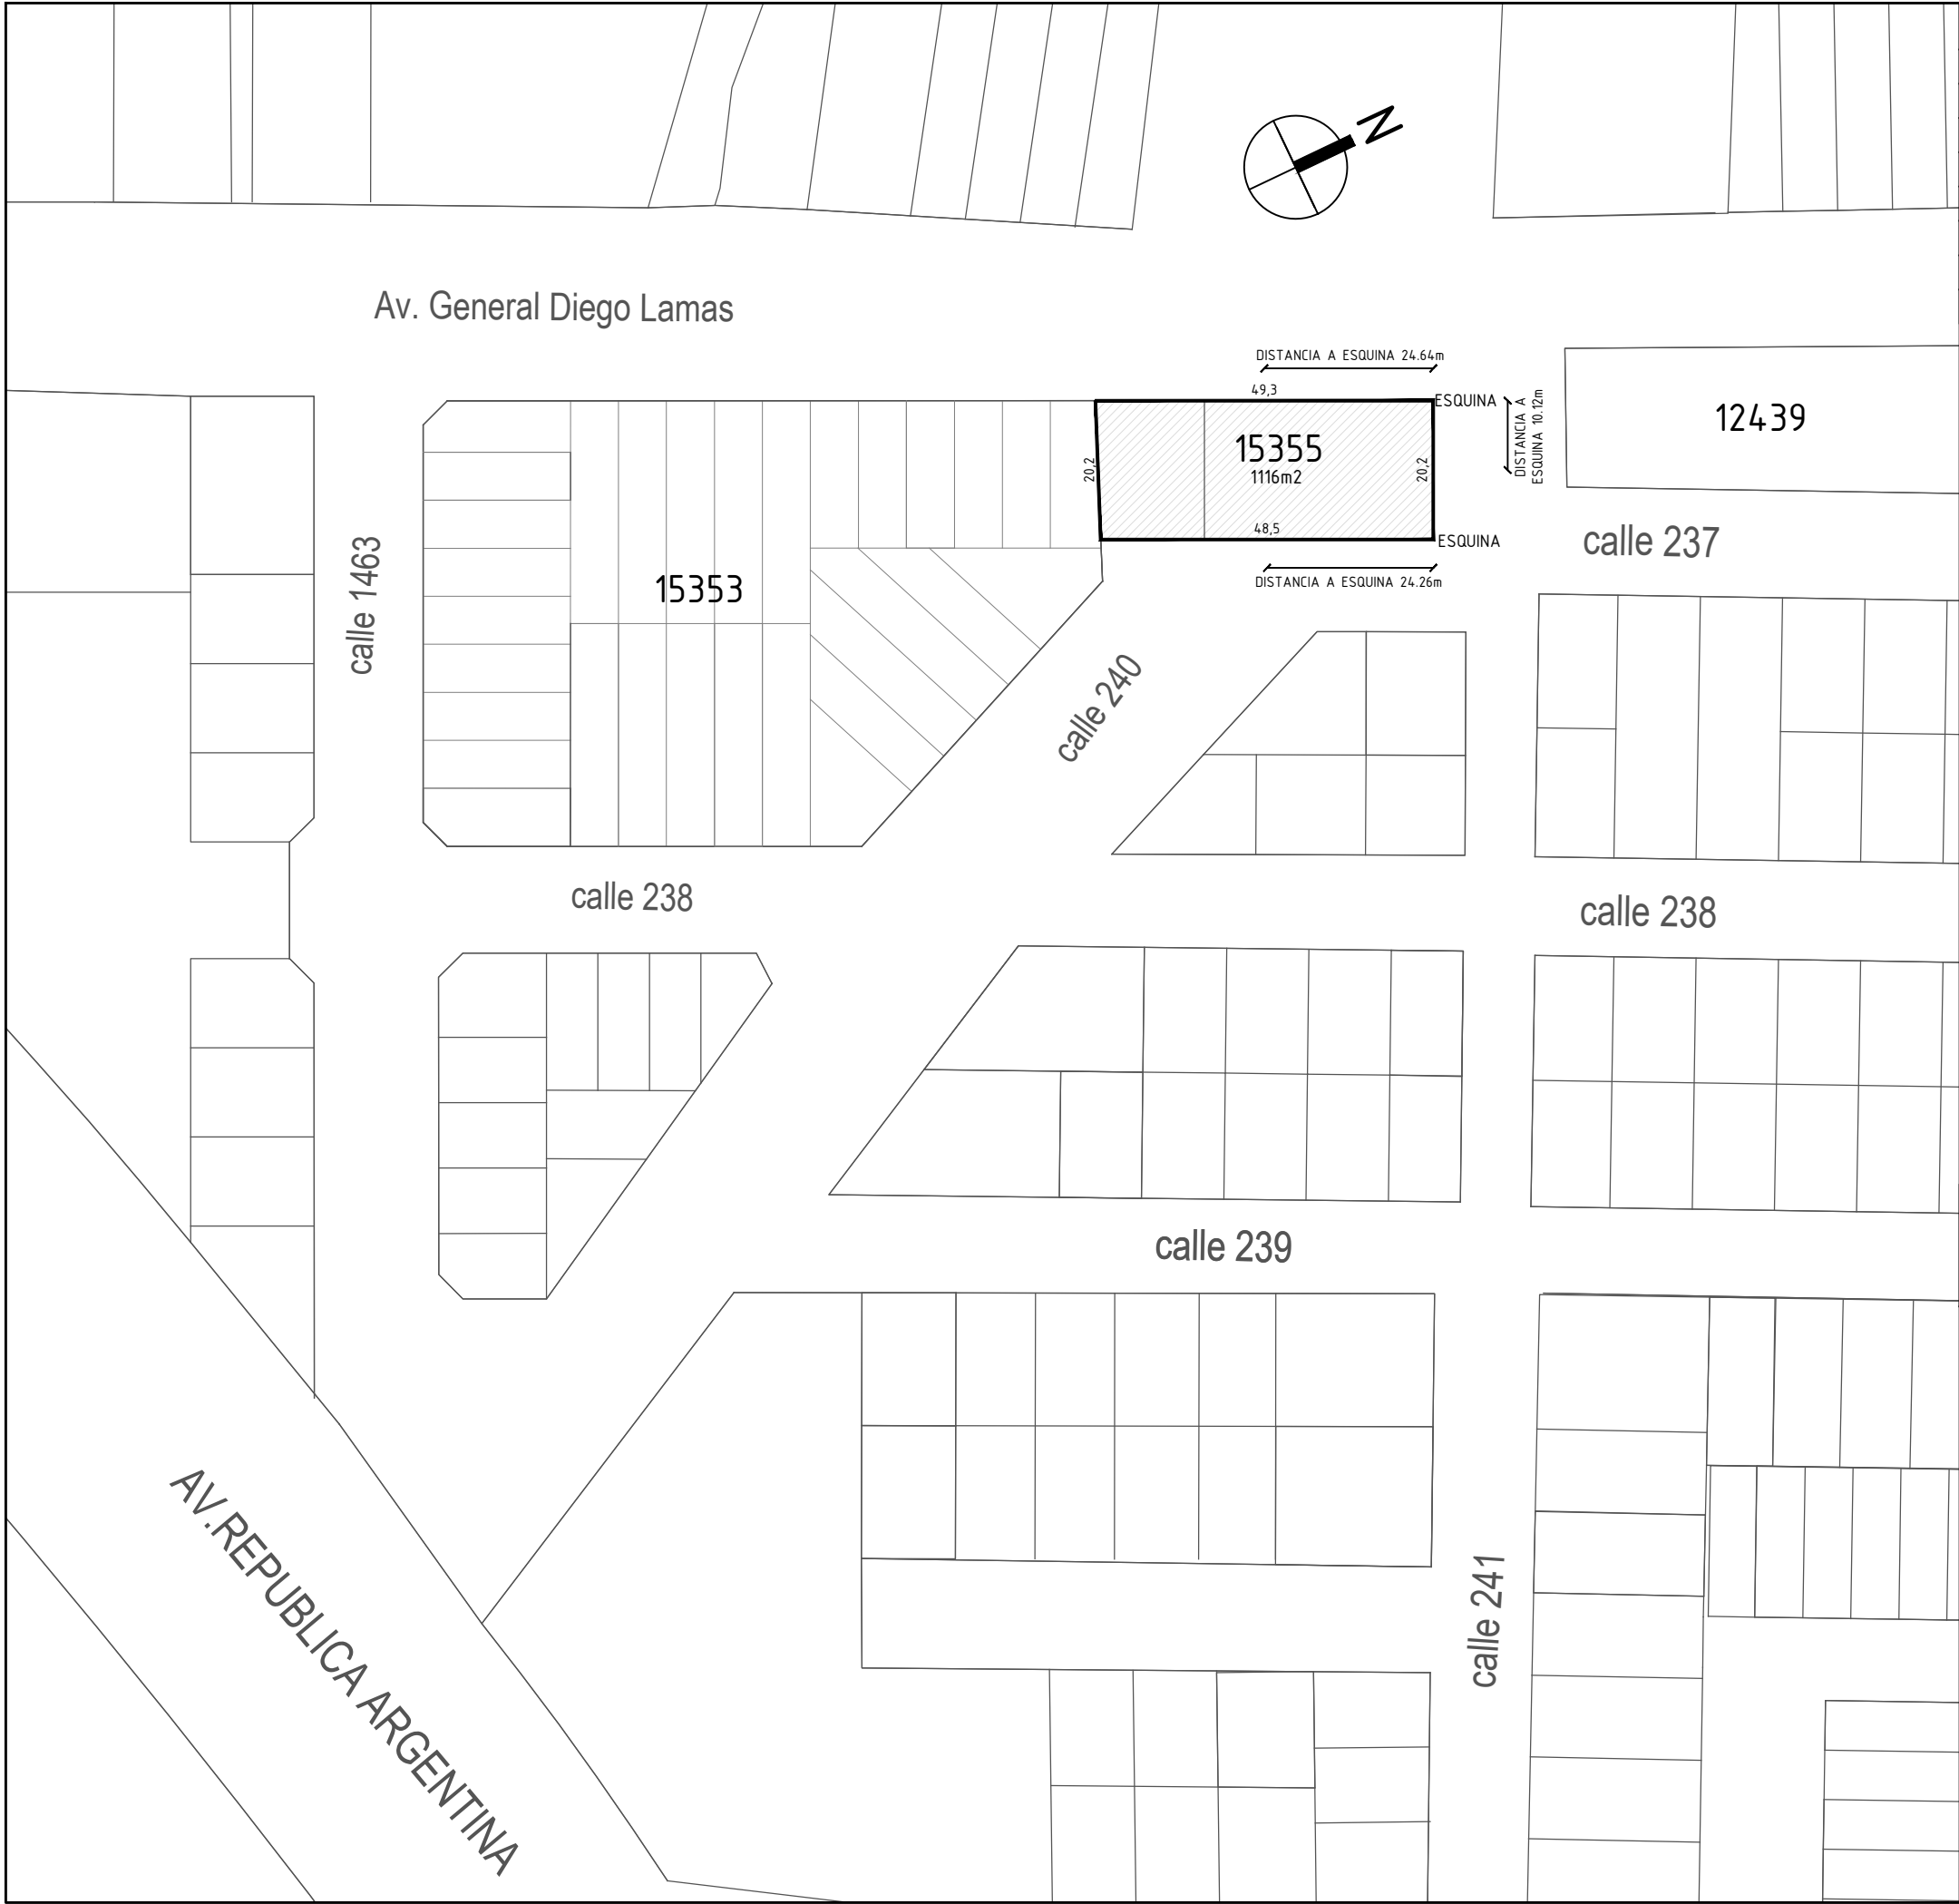 N
Av. General Diego Lamas
DISTANCIA A ESQUINA 24.64m
49,3
ESQUINA
DISTANCIA A
ESQUINA 10.12m
12439
15355
1116m2
20,2
20,2
48,5
ESQUINA
calle 237
DISTANCIA A ESQUINA 24.26m
calle 1463
15353
calle 240
calle 238
calle 238
calle 239
AV.REPUBLICA ARGENTINA
calle 241